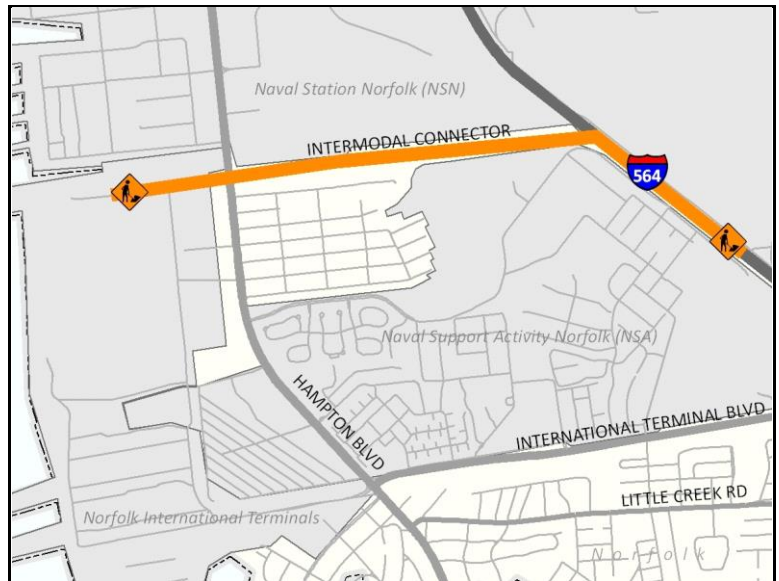 Naval Station Norfolk (NSN)
INTERMODAL CONNECTOR
564
Naval Support Activity Norfolk (NSA)
HAMPTON BLVD
INTERNATIONAL TERMINAL BLVD
LITTLE CREEK RD
Norfolk International Terminals
Norfolk